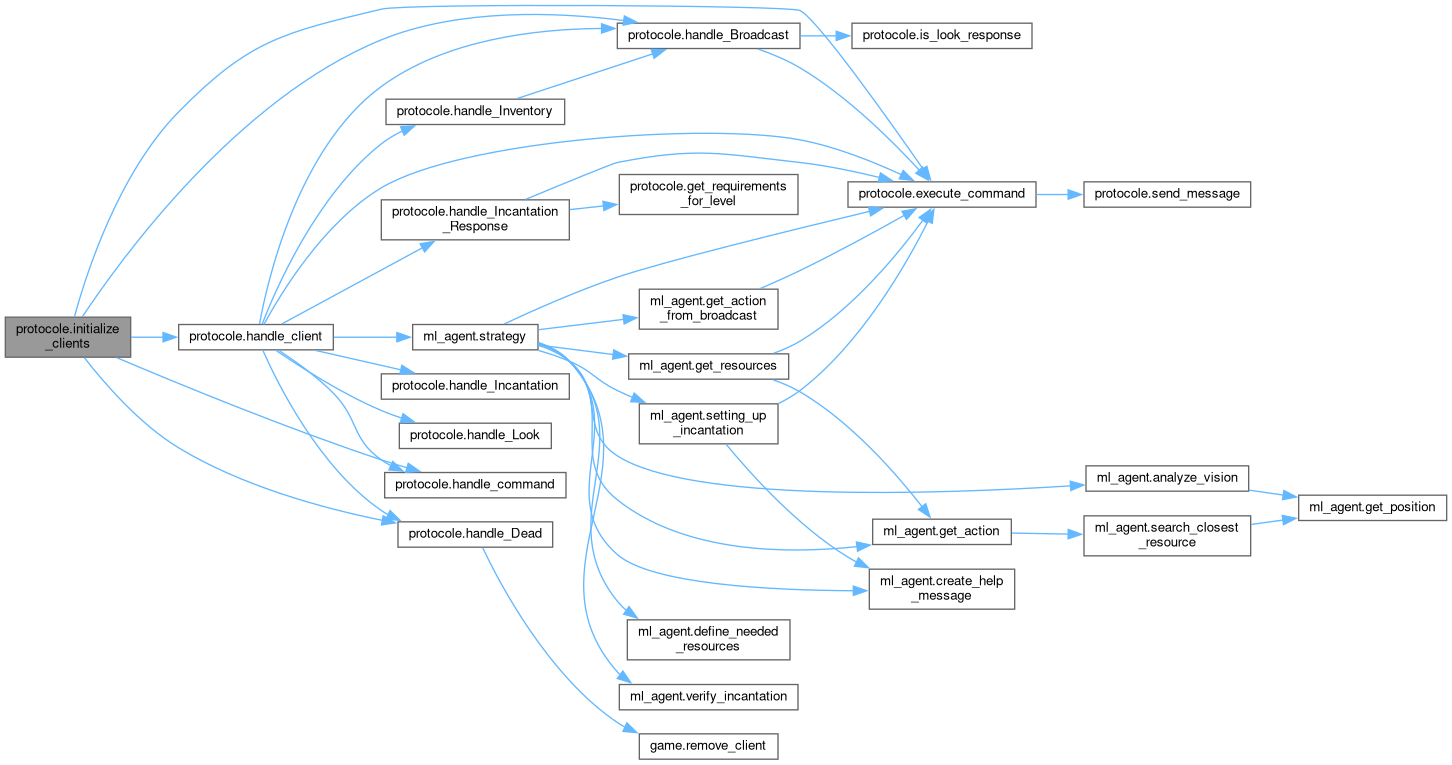 protocole.initialize
_clients
protocole.handle_client
protocole.handle_Inventory
protocole.handle_Incantation
_Response
ml_agent.strategy
protocole.handle_Incantation
protocole.handle_Look
protocole.handle_command
protocole.handle_Dead
protocole.handle_Broadcast
protocole.get_requirements
_for_level
ml_agent.get_action
_from_broadcast
ml_agent.get_resources
ml_agent.setting_up
_incantation
ml_agent.define_needed
_resources
ml_agent.verify_incantation
game.remove_client
protocole.is_look_response
protocole.execute_command
ml_agent.get_action
ml_agent.create_help
_message
protocole.send_message
ml_agent.analyze_vision
ml_agent.search_closest
_resource
ml_agent.get_position